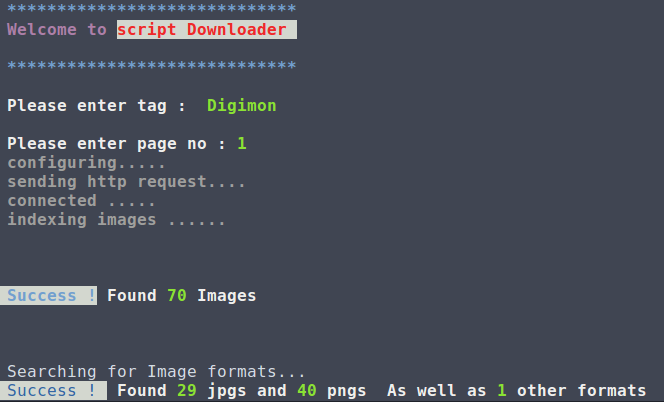 *****************************
Welcome to script Downloader
*****************************
Please enter tag :  Digimon
Please enter page no : 1
configuring.....
sending http request....
connected .....
indexing images ......
Success ! Found 70 Images
Searching for Image formats...
Success !  Found 29 jpgs and 40 pngs  As well as 1 other formats